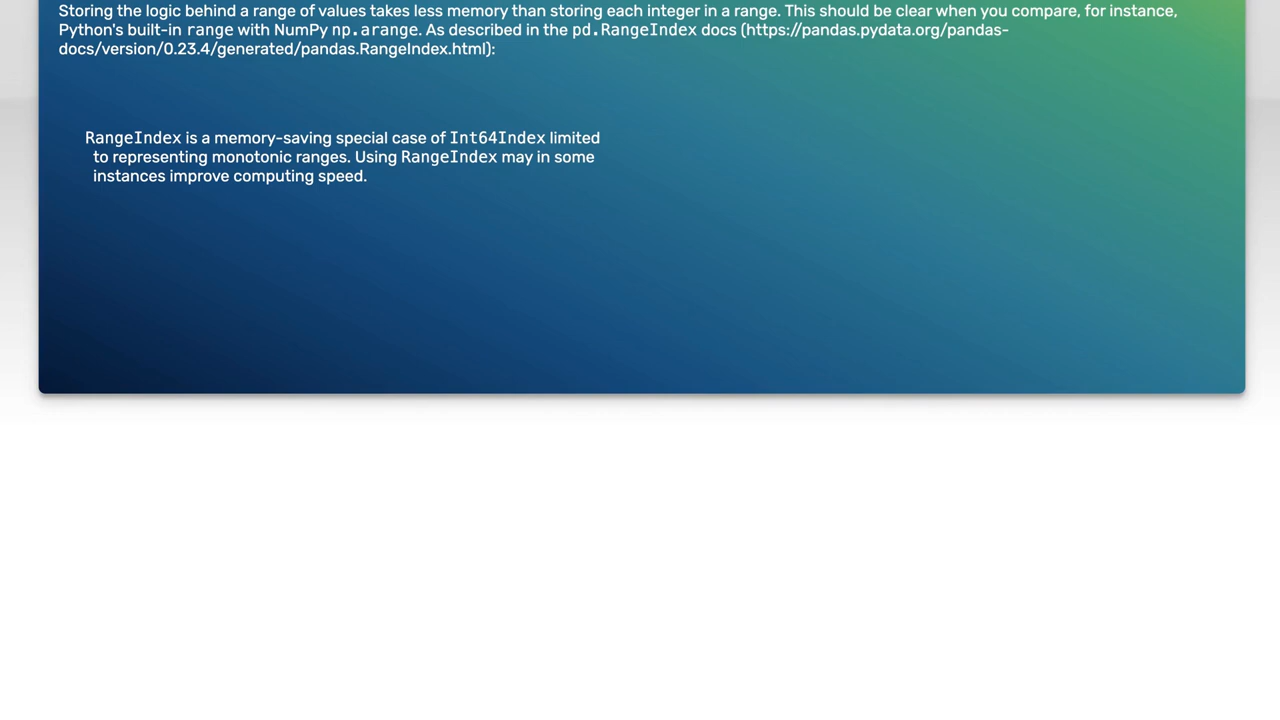 Storing the logic behind a range of values takes less memory than storing each integer in a range. This should be clear when you compare, for instance,
Python's built-in range with NumPy np.arange. As described in the pd.RangeIndex docs (https://pandas.pydata.org/pandas-
docs/version/0.23.4/generated/pandas.RangeIndex.html):
RangeIndex is a memory-saving special case of Int64Index limited
to representing monotonic ranges. Using RangeIndex may in some
instances improve computing speed.